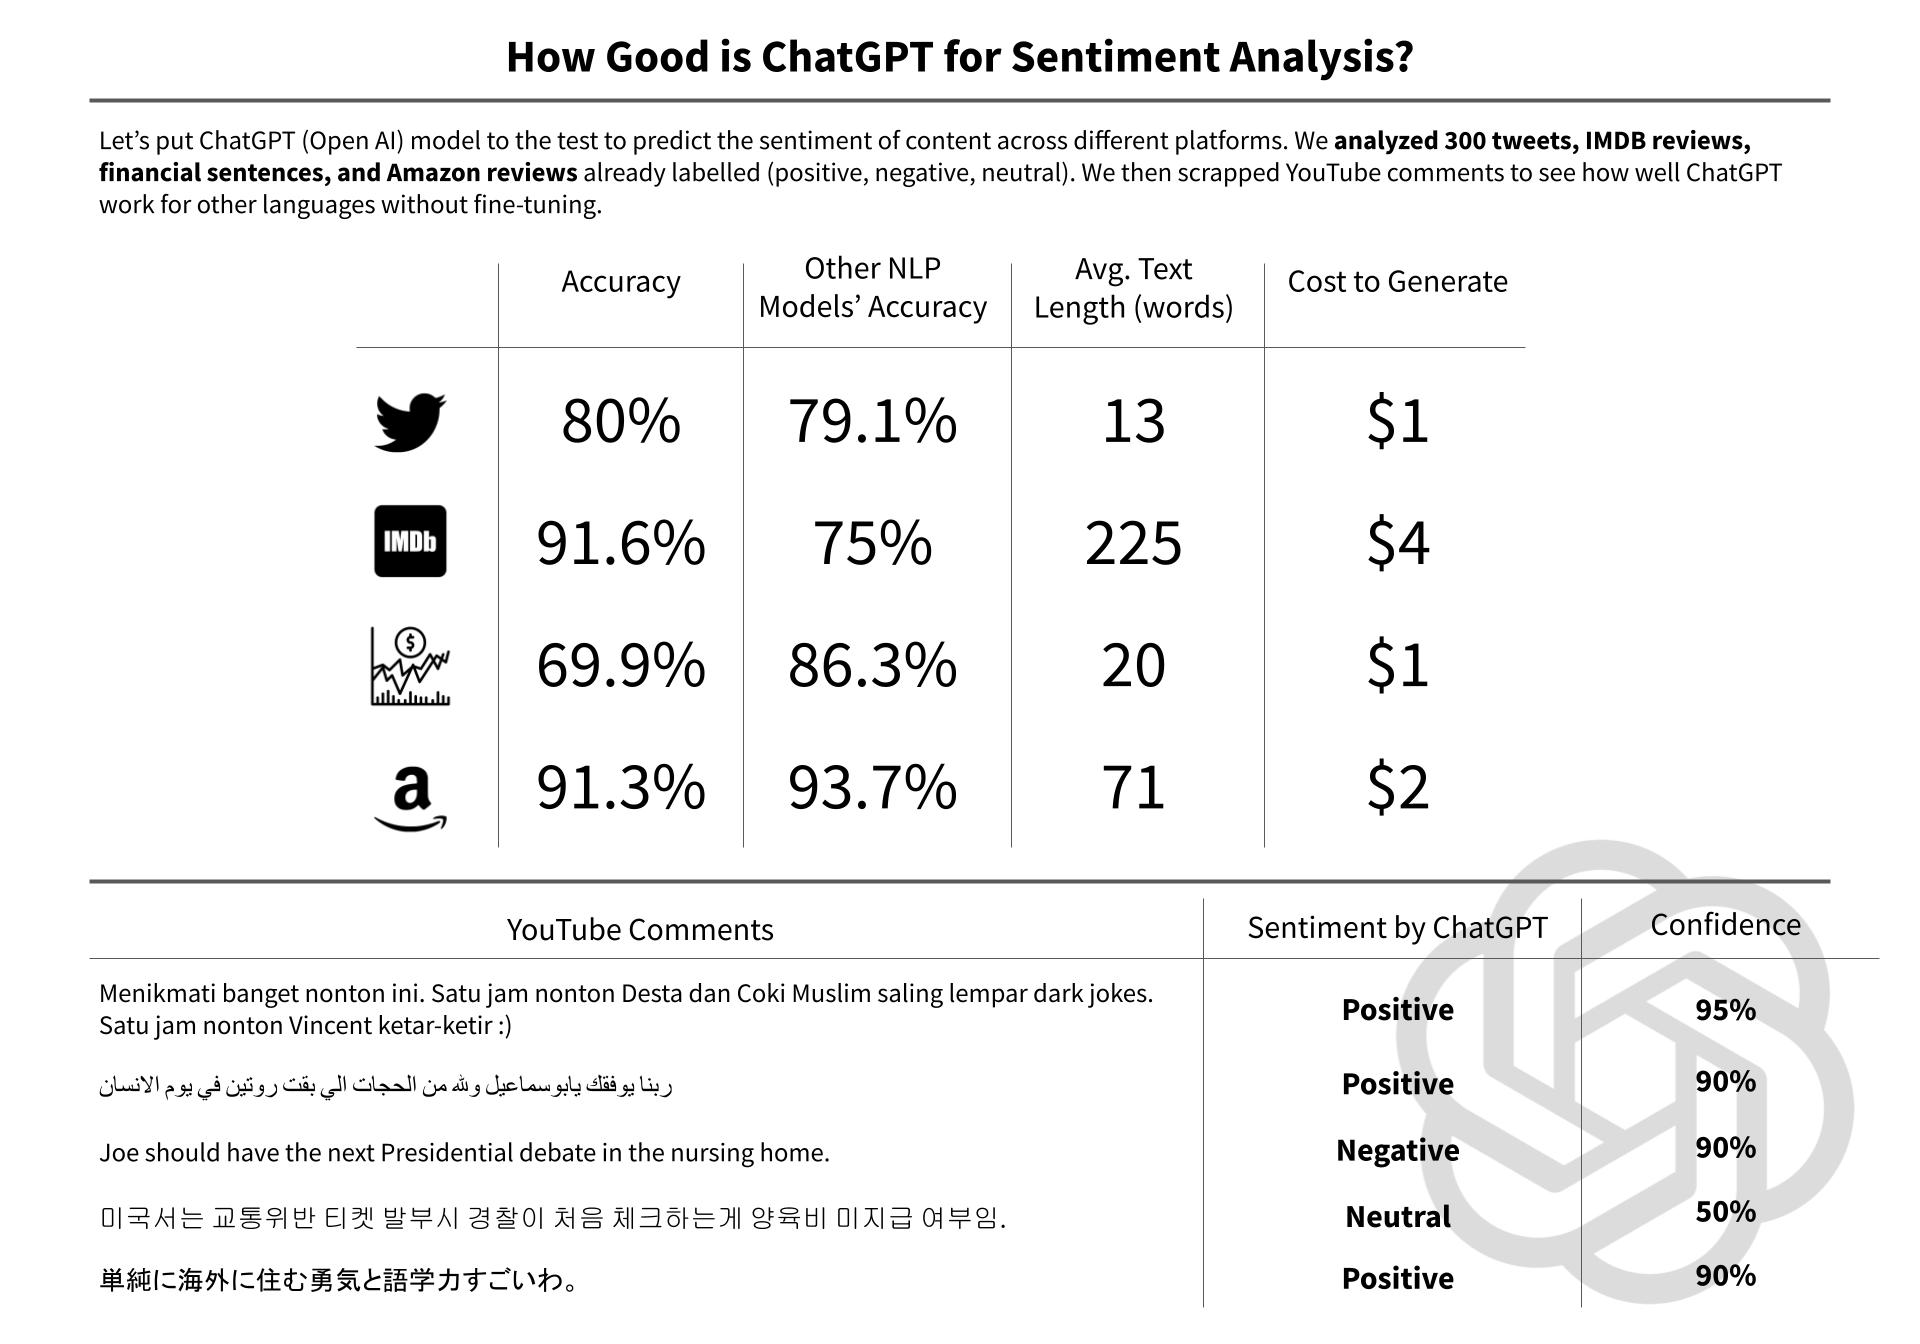 How Good is ChatGPT for Sentiment Analysis?
Let’s put ChatGPT (Open AI) model to the test to predict the sentiment of content across different platforms. We analyzed 300 tweets, IMDB reviews,
financial sentences, and Amazon reviews already labelled (positive, negative, neutral). We then scrapped YouTube comments to see how well ChatGPT
work for other languages without fine-tuning.
Accuracy
Other NLP
Models’ Accuracy
Avg. Text
Length (words)
Cost to Generate
80% 79.1% 13 $1
IMDb 91.6% 75% 225 $4
$ 69.9% 86.3% 20 $1
a 91.3% 93.7% 71 $2
YouTube Comments Sentiment by ChatGPT Confidence
Menikmati banget nonton ini. Satu jam nonton Desta dan Coki Muslim saling lempar dark jokes.
Satu jam nonton Vincent ketar-ketir :)
Positive 95%
ربنا يوفقك يابوسماعيل ولله من الحجات الي بقت روتين في يوم الانسان
Positive 90%
Joe should have the next Presidential debate in the nursing home.
Negative 90%
미국서는 교통위반 티켓 발부시 경찰이 처음 체크하는게 양육비 미지급 여부임.
Neutral 50%
単純に海外に住む勇気と語学力すごいわ。
Positive 90%